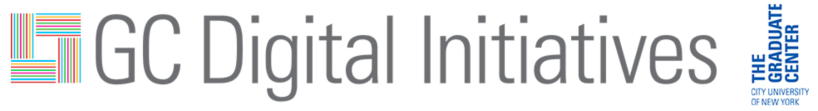 GC Digital Initiatives
THE
GRADUATE
CENTER
CITY UNIVERSITY
OF NEW YORK